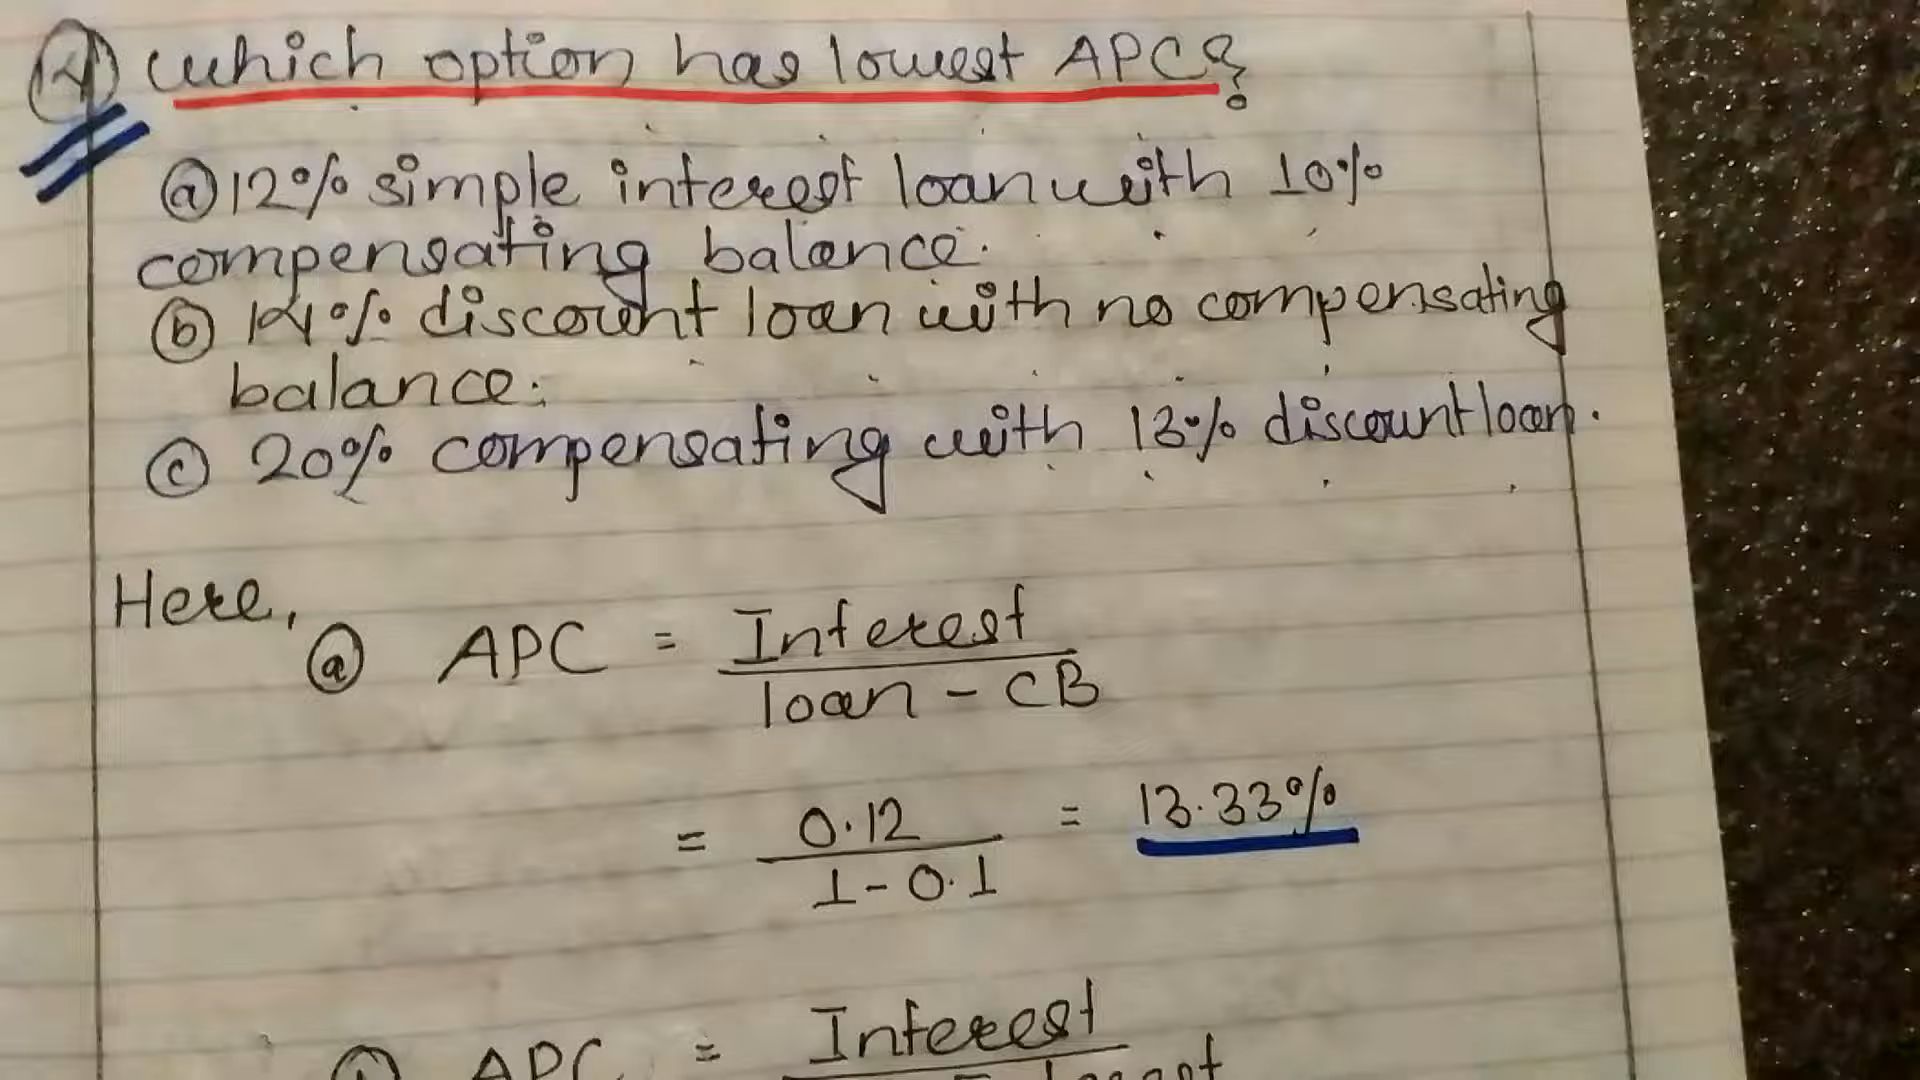 4 which option has lowest APC?
(a) 12% simple interest loan with 10%
compensating balance.
(b) 14% discount loan with no compensating
balance.
(c) 20% compensating with 13% discount loan.
Here,
(a) APC = Interest / loan - CB
= 0.12 / 1 - 0.1 = 13.33%
APC = Interest